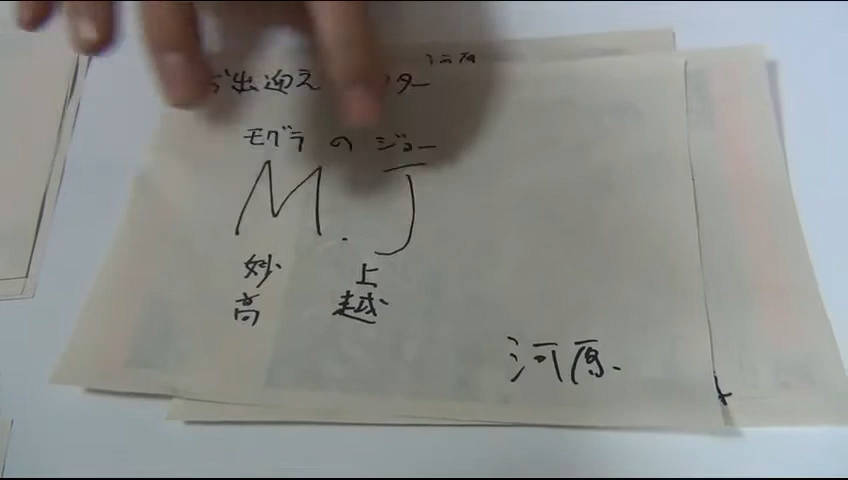 出迎え ター
モグラ の ジョー
M. J
妙高 上越
河原.